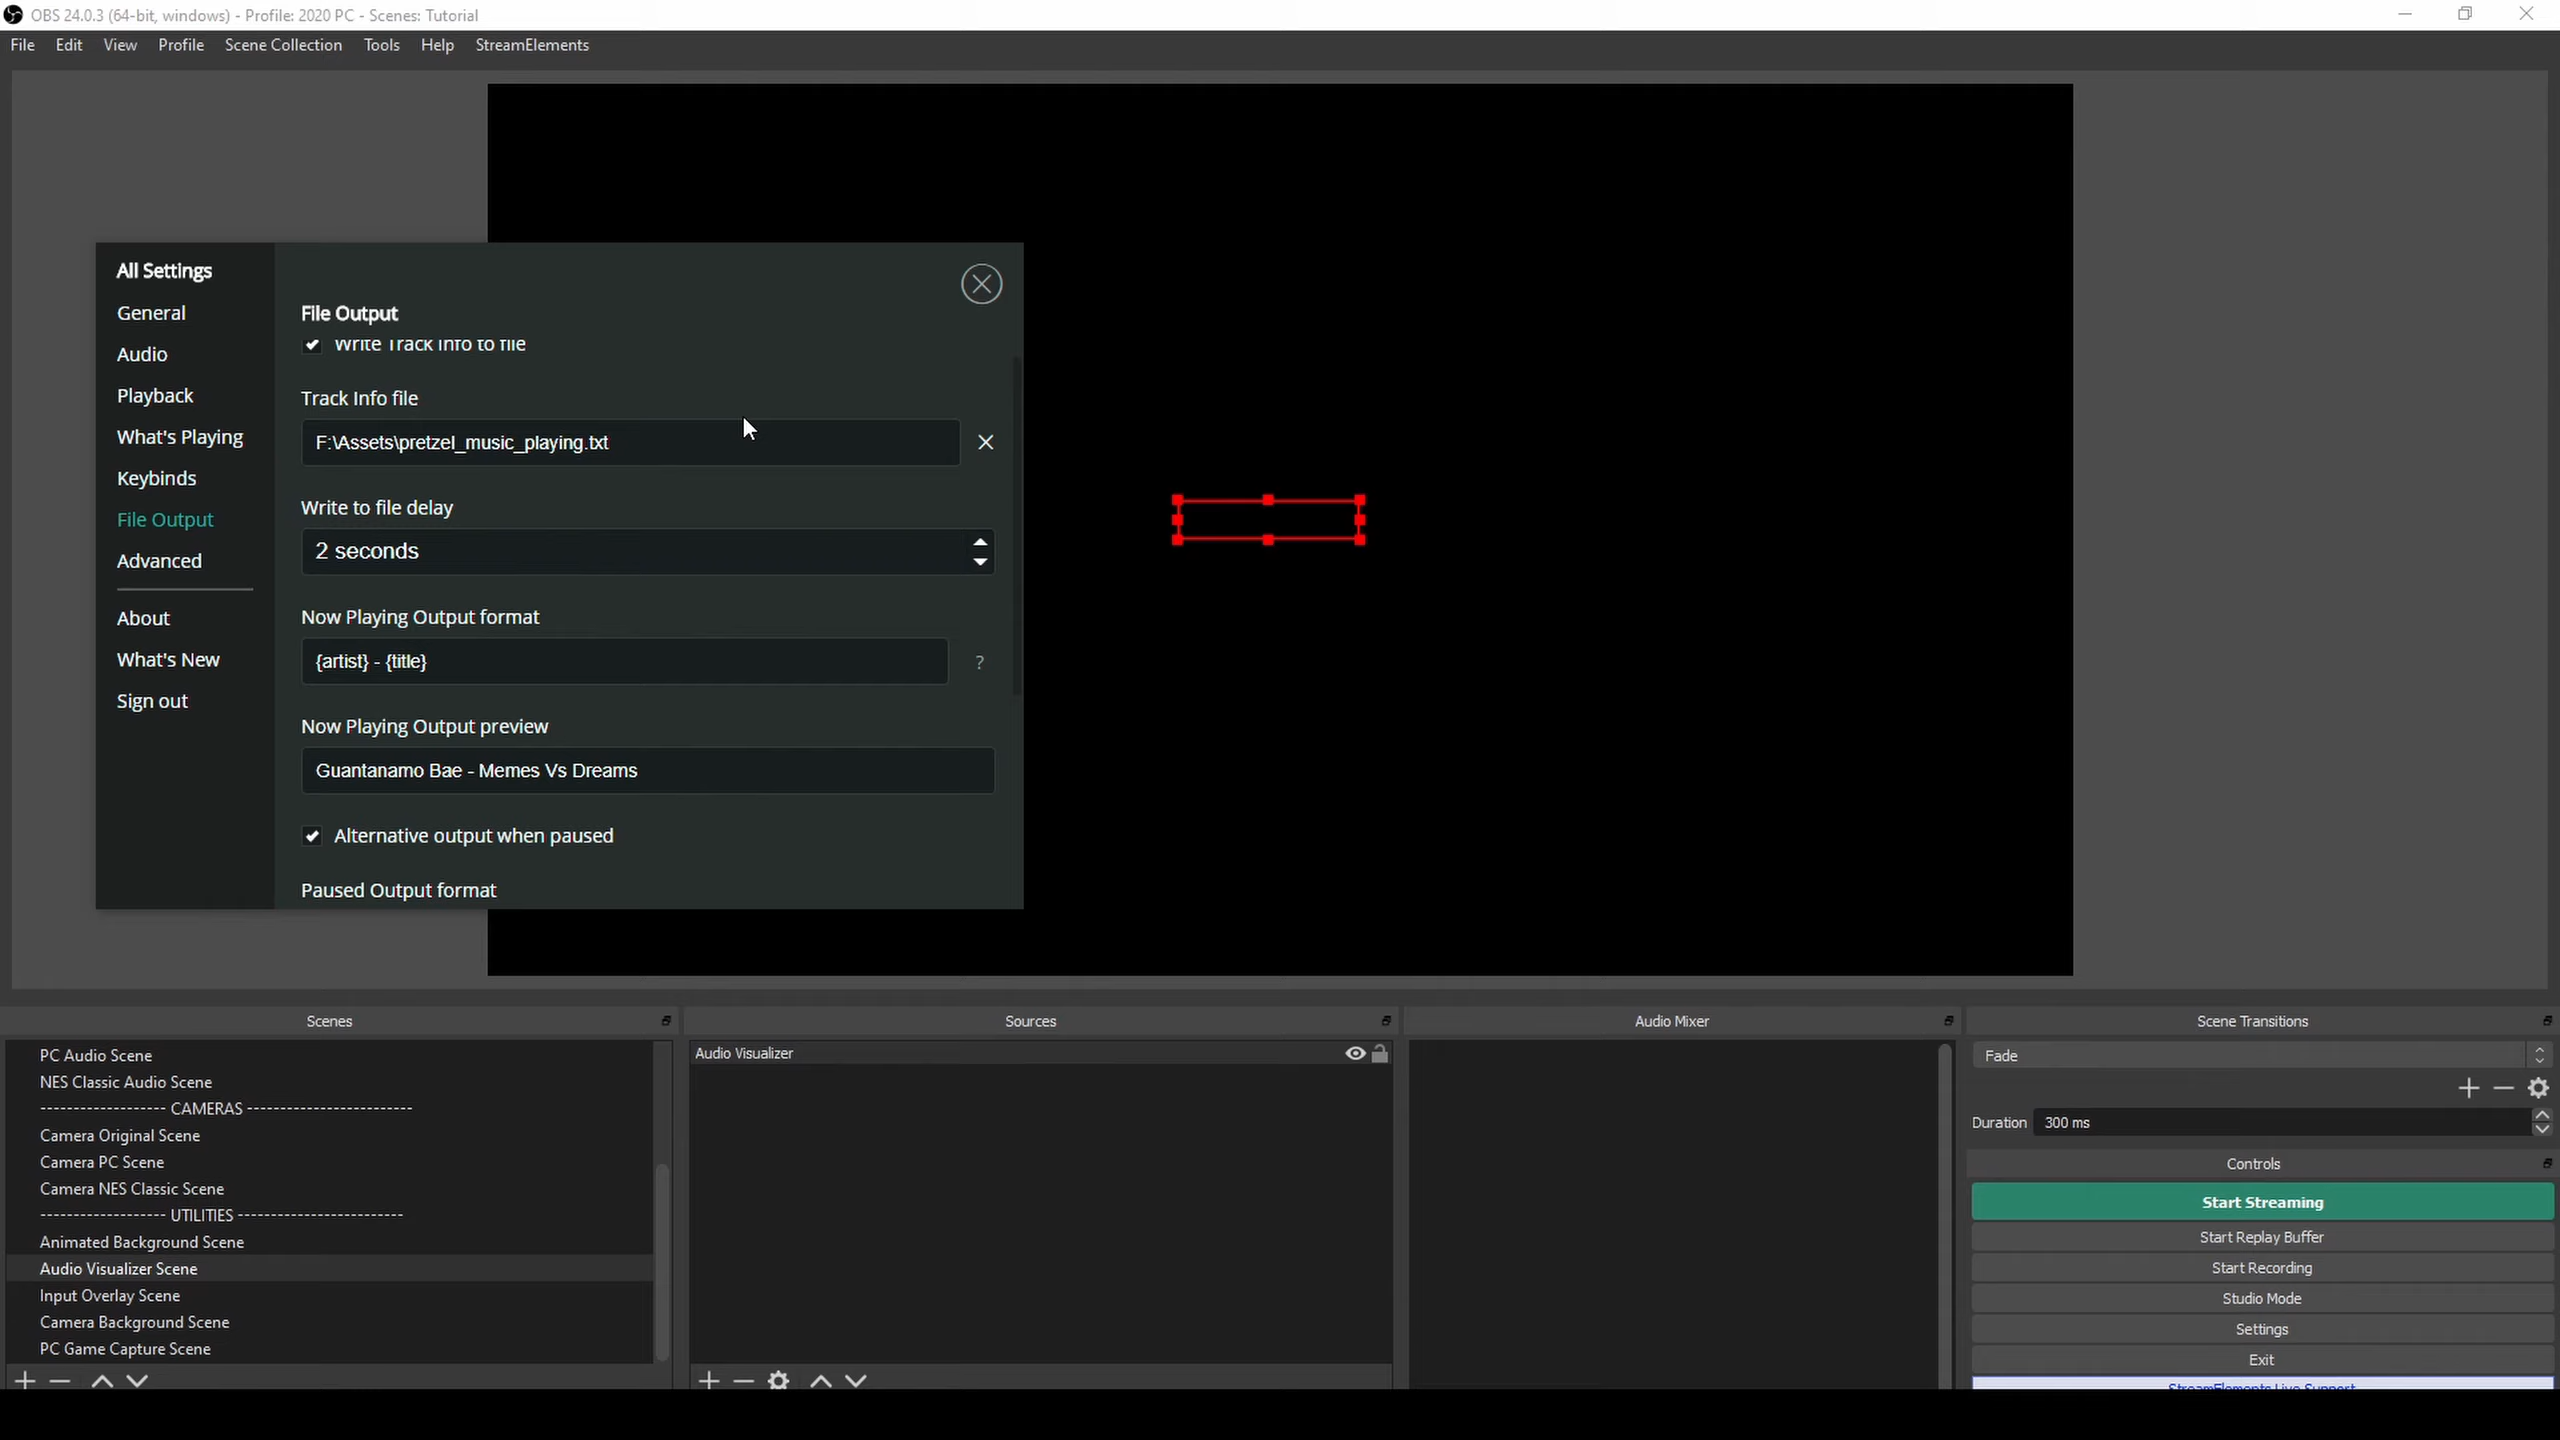 OBS 24.0.3 (64-bit, windows) - Profile: 2020 PC - Scenes: Tutorial
File Edit View Profile Scene Collection Tools Help StreamElements
All Settings
General
Audio
Playback
What's Playing
Keybinds
File Output
Advanced
About
What's New
Sign out
File Output
Write Track Info to file
Track Info file
F:\Assets\pretzel_music_playing.txt
Write to file delay
2 seconds
Now Playing Output format
{artist} - {title}
?
Now Playing Output preview
Guantanamo Bae - Memes Vs Dreams
Alternative output when paused
Paused Output format
Scenes
PC Audio Scene
NES Classic Audio Scene
------------------- CAMERAS -------------------------
Camera Original Scene
Camera PC Scene
Camera NES Classic Scene
------------------- UTILITIES -------------------------
Animated Background Scene
Audio Visualizer Scene
Input Overlay Scene
Camera Background Scene
PC Game Capture Scene
Sources
Audio Visualizer
Audio Mixer
Scene Transitions
Fade
Duration 300 ms
Controls
Start Streaming
Start Replay Buffer
Start Recording
Studio Mode
Settings
Exit
StreamElements Live Support